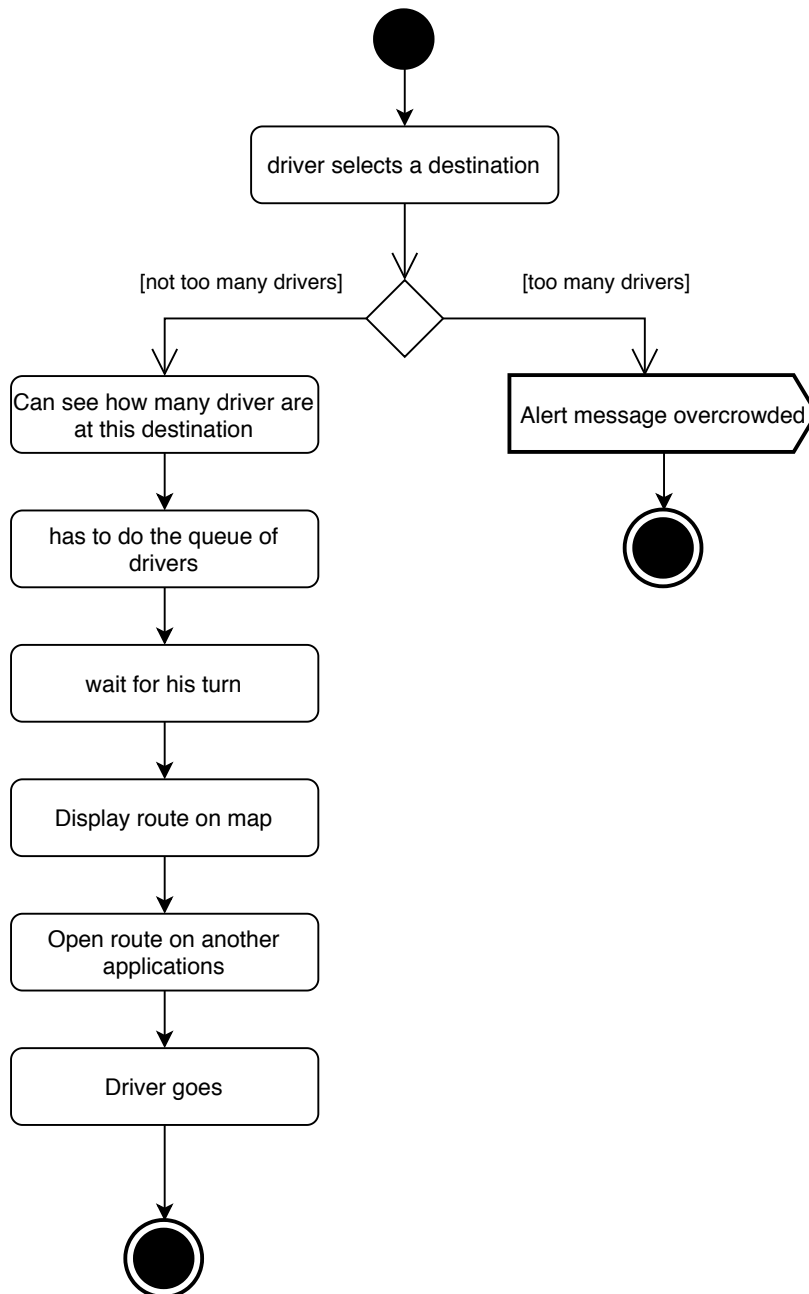 driver selects a destination
[not too many drivers]
[too many drivers]
Can see how many driver are
at this destination
Alert message overcrowded
has to do the queue of
drivers
wait for his turn
Display route on map
Open route on another
applications
Driver goes